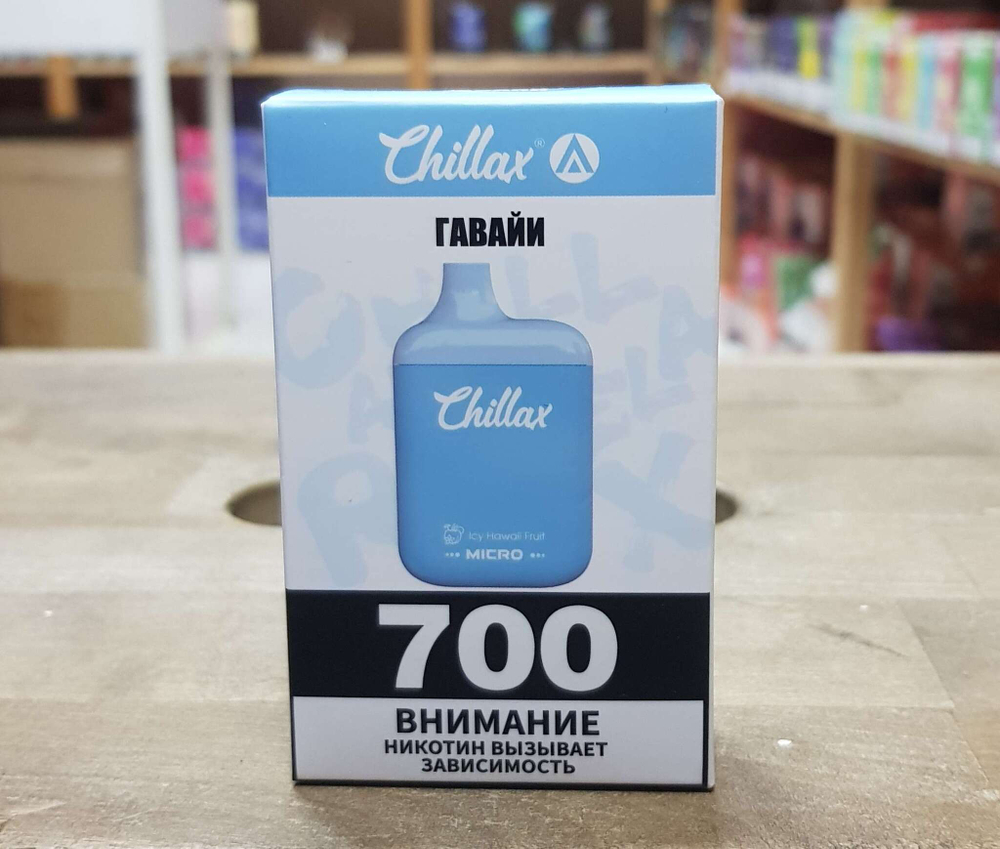 Chillax®
ГАВАЙИ
Chillax
Icy Hawaii Fruit
MICRO
700
ВНИМАНИЕ
НИКОТИН ВЫЗЫВАЕТ
ЗАВИСИМОСТЬ